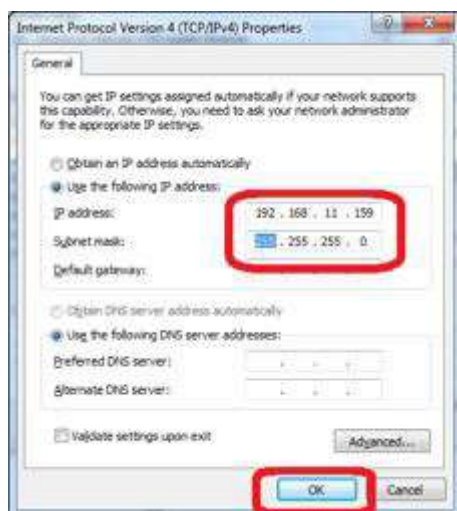 Internet Protocol Version 4 (TCP/IPv4) Properties
General
You can get IP settings assigned automatically if your network supports
this capability. Otherwise, you need to ask your network administrator
for the appropriate IP settings.
Obtain an IP address automatically
Use the following IP address:
IP address: 192 . 168 . 11 . 159
Subnet mask: 255 . 255 . 255 . 0
Default gateway: . . .
Obtain DNS server address automatically
Use the following DNS server addresses:
Preferred DNS server: . . .
Alternate DNS server: . . .
Validate settings upon exit
Advanced...
OK Cancel